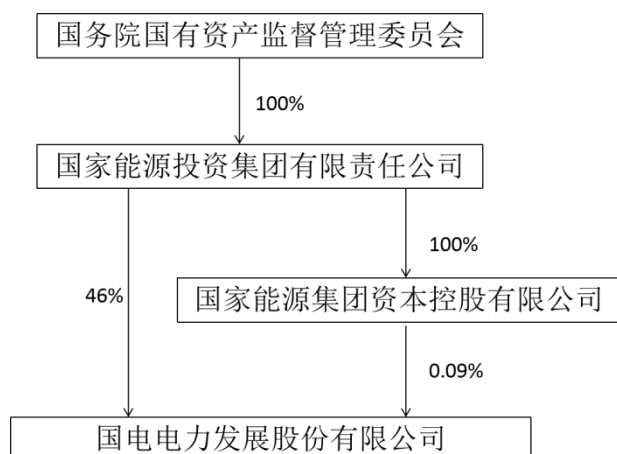 国务院国有资产监督管理委员会
100%
国家能源投资集团有限责任公司
100%
46%
国家能源集团资本控股有限公司
0.09%
国电电力发展股份有限公司